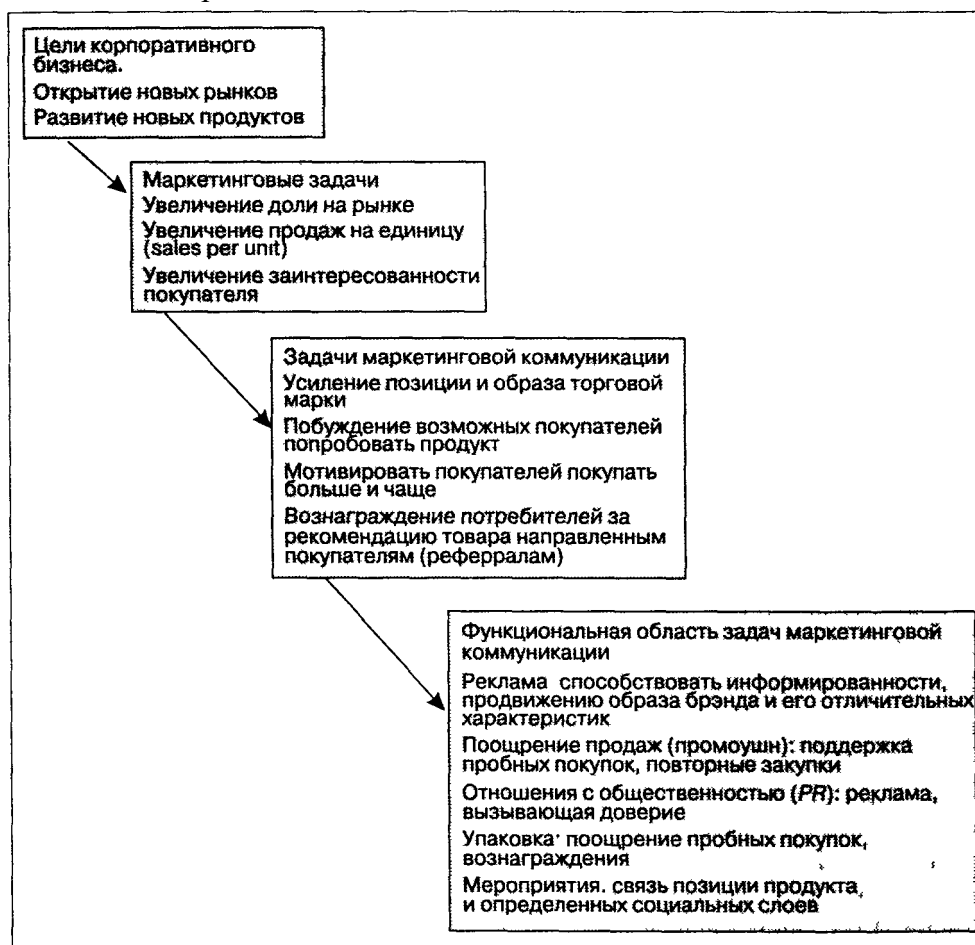 Цели корпоративного
бизнеса.
Открытие новых рынков
Развитие новых продуктов
Маркетинговые задачи
Увеличение доли на рынке
Увеличение продаж на единицу
(sales per unit)
Увеличение заинтересованности
покупателя
Задачи маркетинговой коммуникации
Усиление позиции и образа торговой
марки
Побуждение возможных покупателей
попробовать продукт
Мотивировать покупателей покупать
больше и чаще
Вознаграждение потребителей за
рекомендацию товара направленным
покупателям (реферралам)
Функциональная область задач маркетинговой
коммуникации
Реклама способствовать информированности,
продвижению образа брэнда и его отличительных
характеристик
Поощрение продаж (промоушн): поддержка
пробных покупок, повторные закупки
Отношения с общественностью (PR): реклама,
вызывающая доверие
Упаковка· поощрение пробных покупок,
вознаграждения
Мероприятия. связь позиции продукта
и определенных социальных слоев